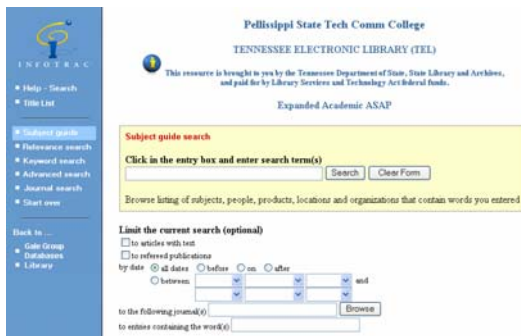 INFOTRAC
Help - Search
Title List
Subject guide
Relevance search
Keyword search
Advanced search
Journal search
Start over
Back to ...
Gale Group
Databases
Library
Pellissippi State Tech Comm College
TENNESSEE ELECTRONIC LIBRARY (TEL)
This resource is brought to you by the Tennessee Department of State, State Library and Archives,
and paid for by Library Services and Technology Act federal funds.
Expanded Academic ASAP
Subject guide search
Click in the entry box and enter search term(s)
Search Clear Form
Browse listing of subjects, people, products, locations and organizations that contain words you entered
Limit the current search (optional)
to articles with text
to refereed publications
by date all dates before on after
between and
to the following journal(s) Browse
to entries containing the word(s)